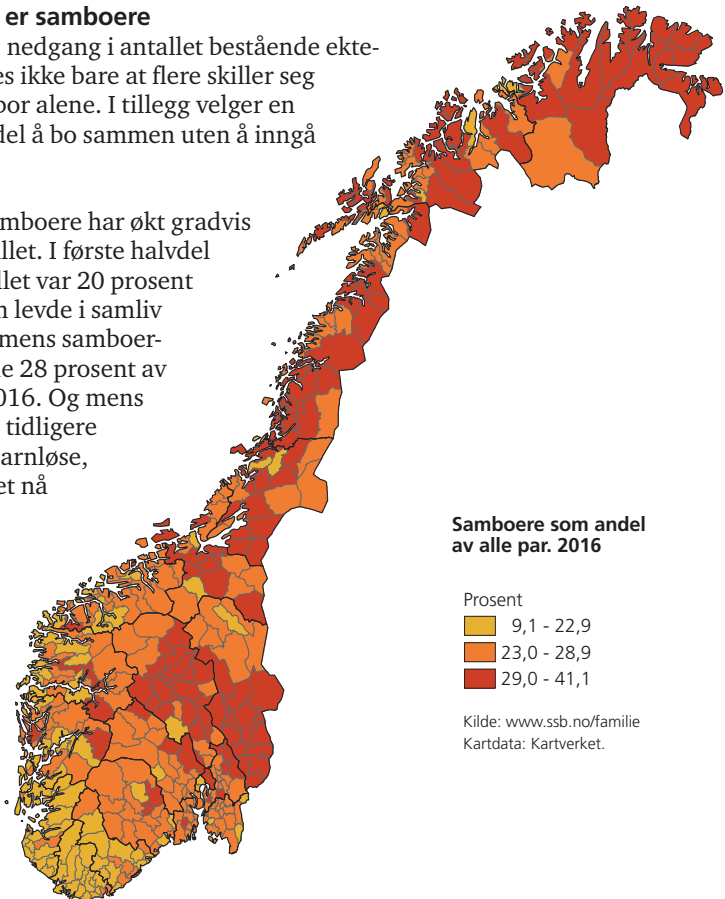 er samboere
nedgang i antallet bestående ekte-
es ikke bare at flere skiller seg
bor alene. I tillegg velger en
del å bo sammen uten å inngå
mboere har økt gradvis
llet. I første halvdel
llet var 20 prosent
n levde i samliv
mens samboer-
e 28 prosent av
016. Og mens
tidligere
arnløse,
et nå
Samboere som andel
av alle par. 2016
Prosent
9,1 - 22,9
23,0 - 28,9
29,0 - 41,1
Kilde: www.ssb.no/familie
Kartdata: Kartverket.